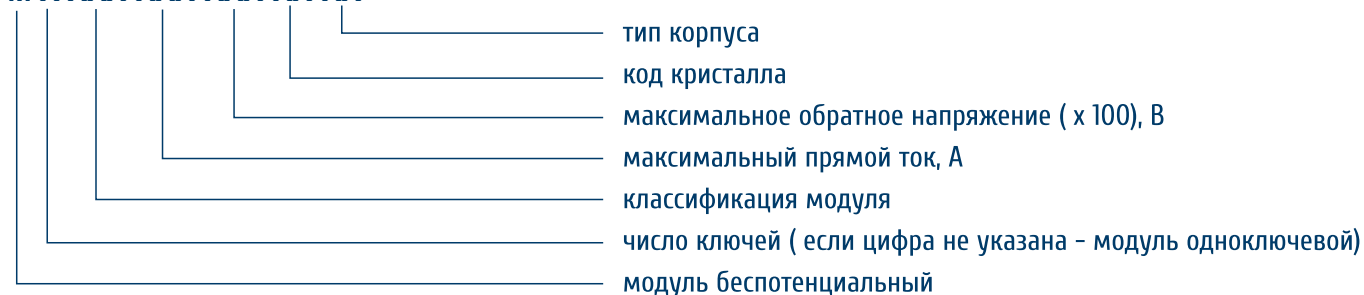 тип корпуса
код кристалла
максимальное обратное напряжение ( х 100), В
максимальный прямой ток, А
классификация модуля
число ключей ( если цифра не указана - модуль одноключевой)
модуль беспотенциальный